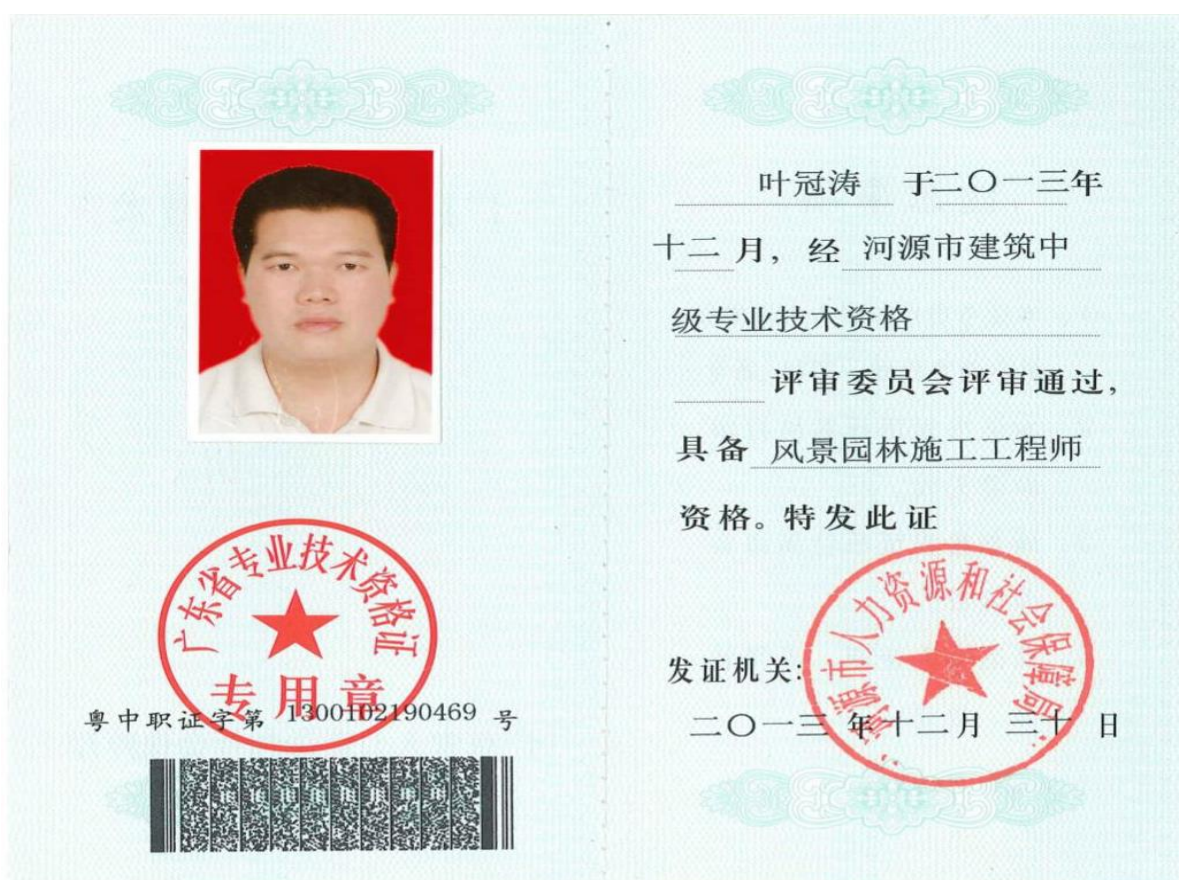 广东省专业技术资格证
专用章
粤中职证字第 1300102190469 号
叶冠涛 于二〇一三年
十二月，经 河源市建筑中
级专业技术资格
评审委员会评审通过，
具备 风景园林施工工程师
资格。特发此证
河源市人力资源和社会保障局
发证机关：
二〇一三 年十二月 三十 日